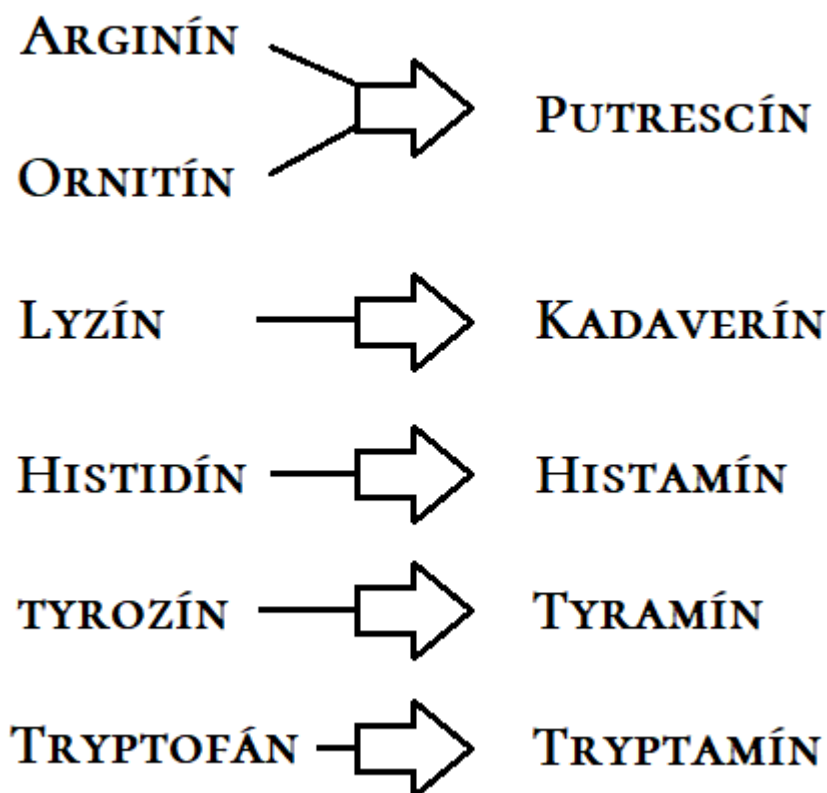 Arginín
Ornitín
Putrescín
Lyzín Kadaverín
Histidín Histamín
tyrozín Tyramín
Tryptofán Tryptamín